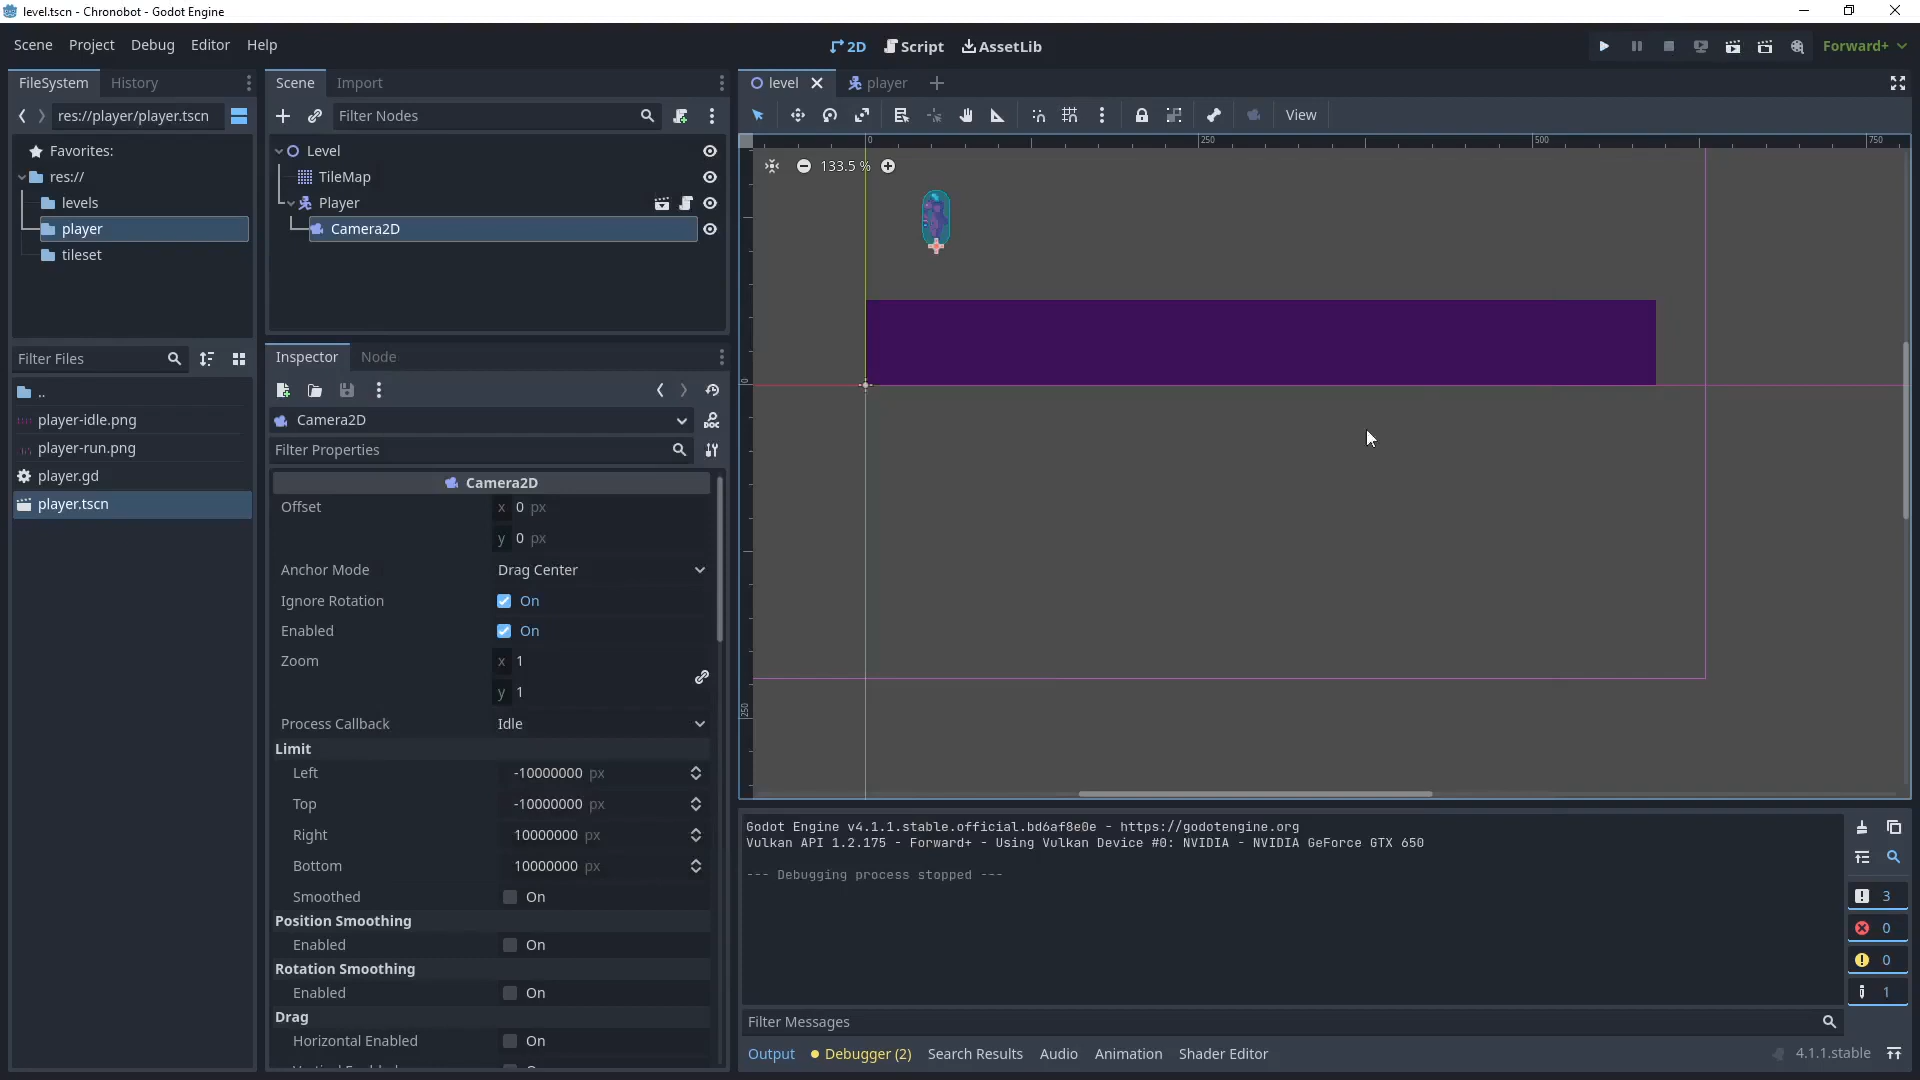 level.tscn - Chronobot - Godot Engine
Scene Project Debug Editor Help
2D Script AssetLib
Forward+
FileSystem History
res://player/player.tscn
Favorites:
res://
levels
player
tileset
Filter Files
..
player-idle.png
player-run.png
player.gd
player.tscn
Scene Import
Filter Nodes
Level
TileMap
Player
Camera2D
Inspector Node
Camera2D
Filter Properties
Camera2D
Offset x 0 px
y 0 px
Anchor Mode Drag Center
Ignore Rotation On
Enabled On
Zoom x 1
y 1
Process Callback Idle
Limit
Left -10000000 px
Top -10000000 px
Right 10000000 px
Bottom 10000000 px
Smoothed On
Position Smoothing
Enabled On
Rotation Smoothing
Enabled On
Drag
Horizontal Enabled On
level player
View
0 250 500 750
133.5 %
0
250
Godot Engine v4.1.1.stable.official.bd6af8e0e - https://godotengine.org
Vulkan API 1.2.175 - Forward+ - Using Vulkan Device #0: NVIDIA - NVIDIA GeForce GTX 650
--- Debugging process stopped ---
3
0
0
1
Filter Messages
Output Debugger (2) Search Results Audio Animation Shader Editor
4.1.1.stable